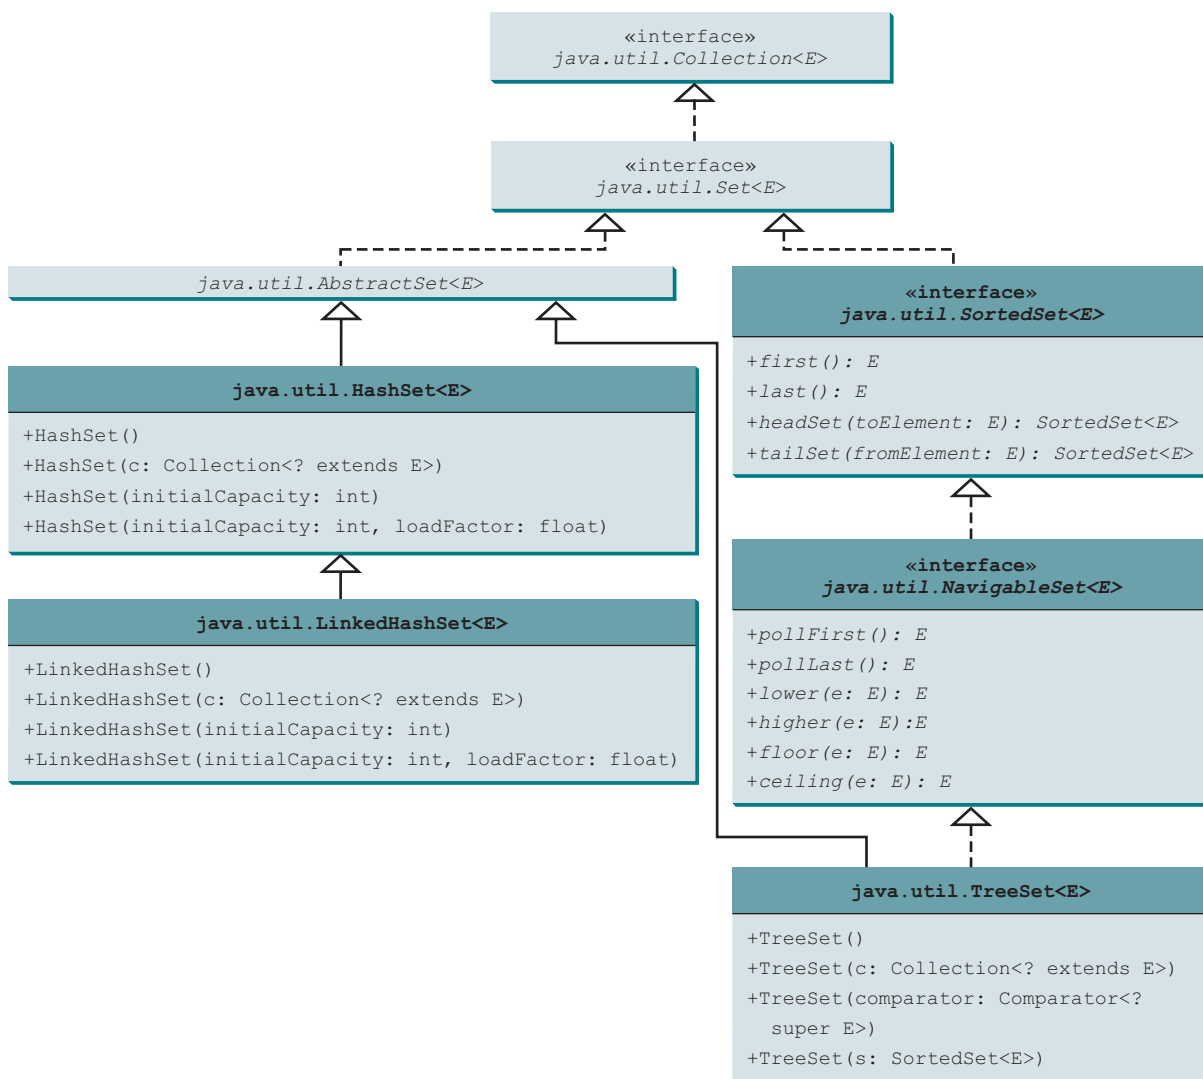 «interface»
java.util.Collection<E>
«interface»
java.util.Set<E>
java.util.AbstractSet<E>
java.util.HashSet<E>
+HashSet()
+HashSet(c: Collection<? extends E>)
+HashSet(initialCapacity: int)
+HashSet(initialCapacity: int, loadFactor: float)
java.util.LinkedHashSet<E>
+LinkedHashSet()
+LinkedHashSet(c: Collection<? extends E>)
+LinkedHashSet(initialCapacity: int)
+LinkedHashSet(initialCapacity: int, loadFactor: float)
«interface»
java.util.SortedSet<E>
+first(): E
+last(): E
+headSet(toElement: E): SortedSet<E>
+tailSet(fromElement: E): SortedSet<E>
«interface»
java.util.NavigableSet<E>
+pollFirst(): E
+pollLast(): E
+lower(e: E): E
+higher(e: E):E
+floor(e: E): E
+ceiling(e: E): E
java.util.TreeSet<E>
+TreeSet()
+TreeSet(c: Collection<? extends E>)
+TreeSet(comparator: Comparator<?
super E>)
+TreeSet(s: SortedSet<E>)